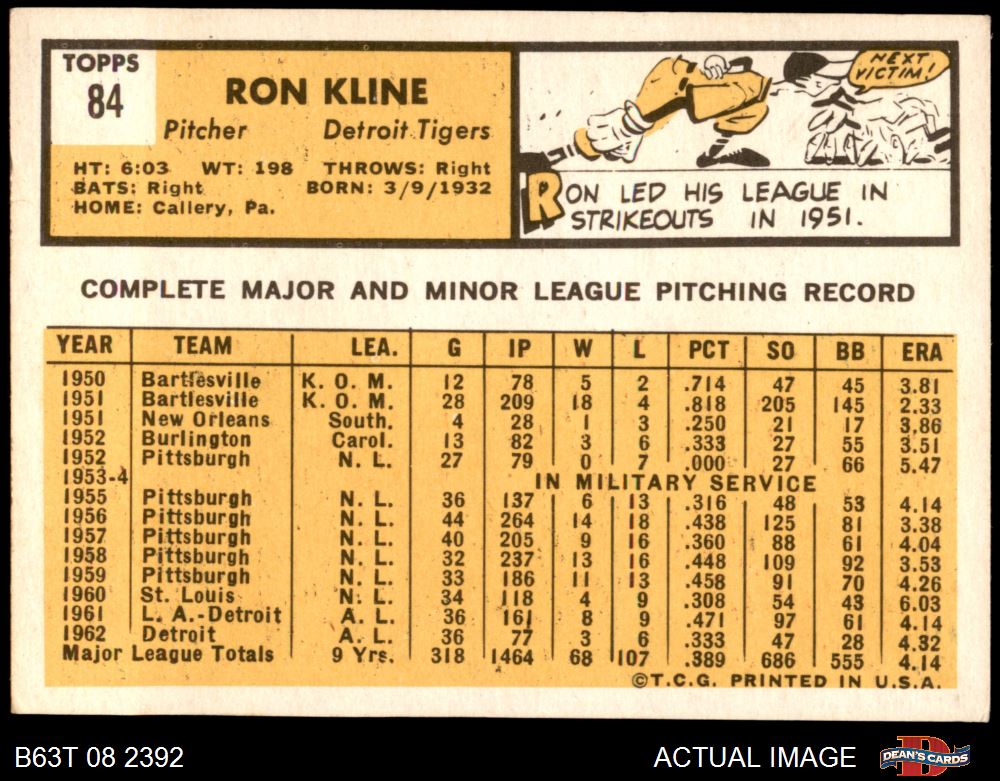 TOPPS
84
RON KLINE
Pitcher Detroit Tigers
HT: 6:03 WT: 198 THROWS: Right
BATS: Right BORN: 3/9/1932
HOME: Callery, Pa.
NEXT
VICTIM!
RON LED HIS LEAGUE IN
STRIKEOUTS IN 1951.
COMPLETE MAJOR AND MINOR LEAGUE PITCHING RECORD
YEAR TEAM LEA. G IP W L PCT SO BB ERA
1950 Bartlesville K. O. M. 12 78 5 2 .714 47 45 3.81
1951 Bartlesville K. O. M. 28 209 18 4 .818 205 145 2.33
1951 New Orleans South. 4 28 1 3 .250 21 17 3.86
1952 Burlington Carol. 13 82 3 6 .333 27 55 3.51
1952 Pittsburgh N. L. 27 79 0 7 .000 27 66 5.47
1953-4 IN MILITARY SERVICE
1955 Pittsburgh N. L. 36 137 6 13 .316 48 53 4.14
1956 Pittsburgh N. L. 44 264 14 18 .438 125 81 3.38
1957 Pittsburgh N. L. 40 205 9 16 .360 88 61 4.04
1958 Pittsburgh N. L. 32 237 13 16 .448 109 92 3.53
1959 Pittsburgh N. L. 33 186 11 13 .458 91 70 4.26
1960 St. Louis N. L. 34 118 4 9 .308 54 43 6.03
1961 L. A.-Detroit A. L. 36 161 8 9 .471 97 61 4.14
1962 Detroit A. L. 36 77 3 6 .333 47 28 4.32
Major League Totals 9 Yrs. 318 1464 68 107 .389 686 555 4.14
©T.C.G. PRINTED IN U.S.A.
B63T 08 2392 ACTUAL IMAGE DEAN'S CARDS